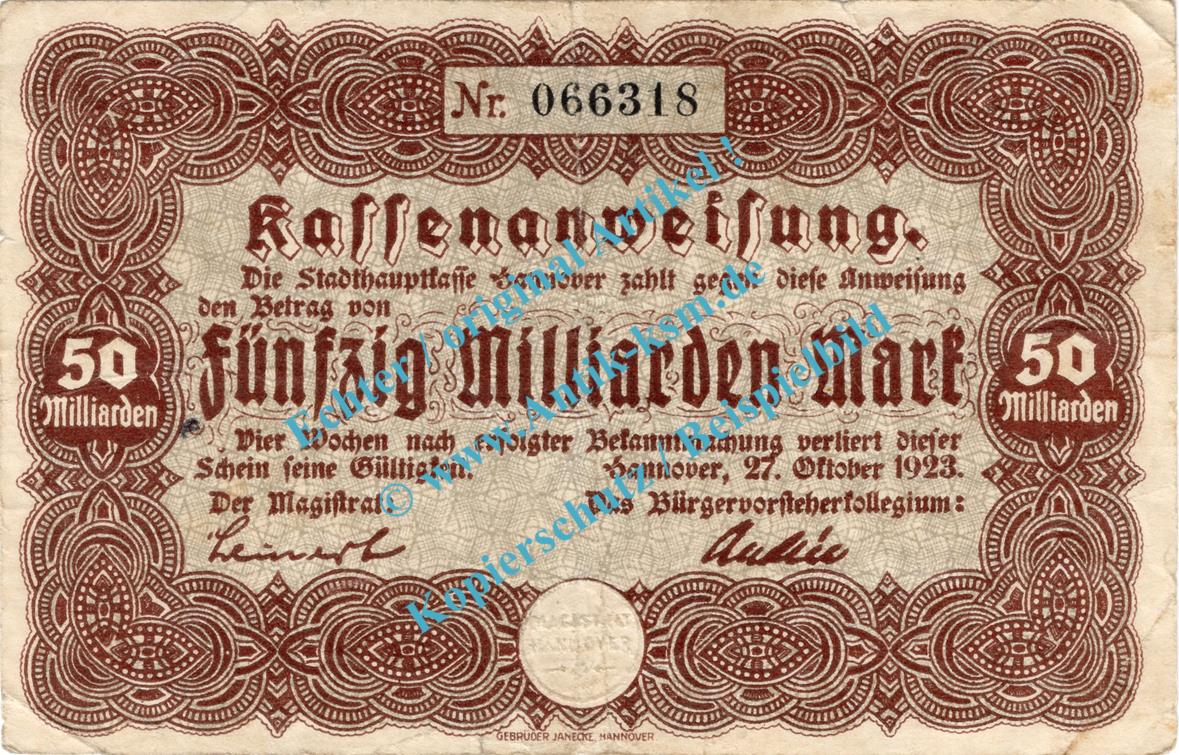 Nr. 066318
Kassenanweisung.
Die Stadthauptkasse Hannover zahlt gegen diese Anweisung
den Betrag von
Fünfzig Milliarden Mark
50
Milliarden
50
Milliarden
Vier Wochen nach erfolgter Bekanntmachung verliert dieser
Schein seine Gültigkeit.
Hannover, 27. Oktober 1923.
Der Magistrat:
Das Bürgervorsteherkollegium:
Leinert
MAGISTRAT
HANNOVER
GEBRÜDER JÄNECKE, HANNOVER
Echter / original Artikel !
© www.Antik-ksm.de
Kopierschutz / Beispielbild